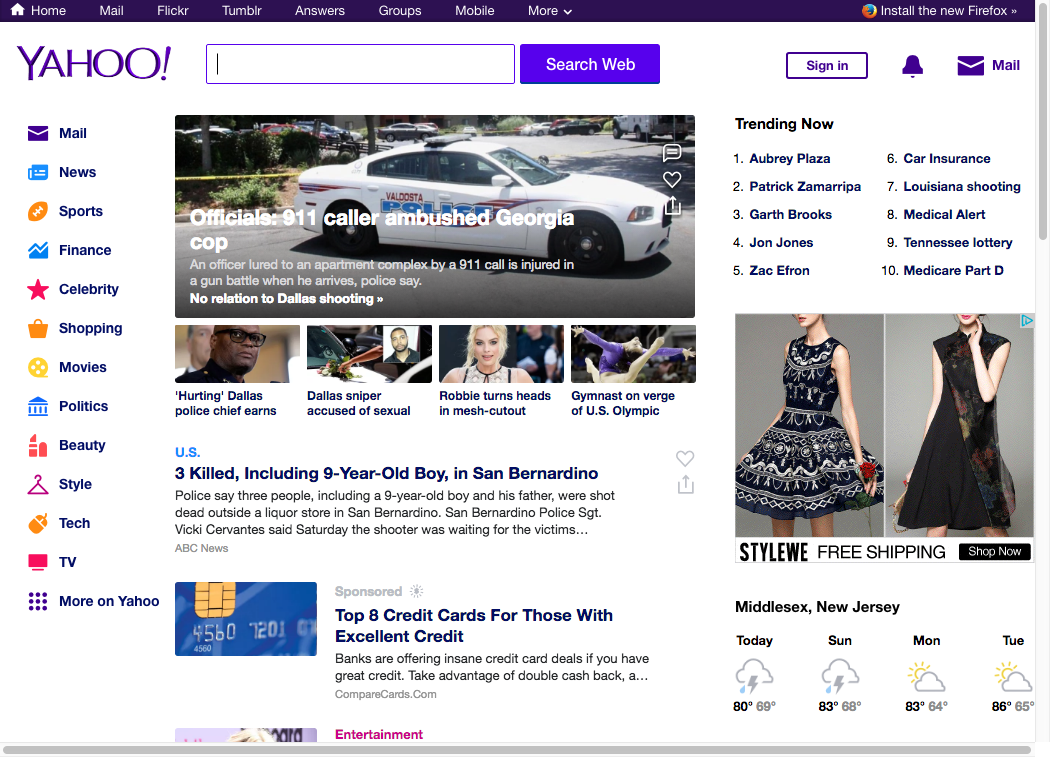 Home Mail Flickr Tumblr Answers Groups Mobile More Install the new Firefox »
YAHOO! Search Web Sign in Mail
Mail
News
Sports
Finance
Celebrity
Shopping
Movies
Politics
Beauty
Style
Tech
TV
More on Yahoo
VALDOSTA
POLICE
Officials: 911 caller ambushed Georgia
cop
An officer lured to an apartment complex by a 911 call is injured in
a gun battle when he arrives, police say.
No relation to Dallas shooting »
'Hurting' Dallas
police chief earns
Dallas sniper
accused of sexual
Robbie turns heads
in mesh-cutout
Gymnast on verge
of U.S. Olympic
U.S.
3 Killed, Including 9-Year-Old Boy, in San Bernardino
Police say three people, including a 9-year-old boy and his father, were shot
dead outside a liquor store in San Bernardino. San Bernardino Police Sgt.
Vicki Cervantes said Saturday the shooter was waiting for the victims…
ABC News
4560 7201
4560
Sponsored
Top 8 Credit Cards For Those With
Excellent Credit
Banks are offering insane credit card deals if you have
great credit. Take advantage of double cash back, a…
CompareCards.Com
Entertainment
Trending Now
1. Aubrey Plaza
2. Patrick Zamarripa
3. Garth Brooks
4. Jon Jones
5. Zac Efron
6. Car Insurance
7. Louisiana shooting
8. Medical Alert
9. Tennessee lottery
10. Medicare Part D
STYLEWE FREE SHIPPING Shop Now
Middlesex, New Jersey
Today Sun Mon Tue
80° 69° 83° 68° 83° 64° 86° 65°